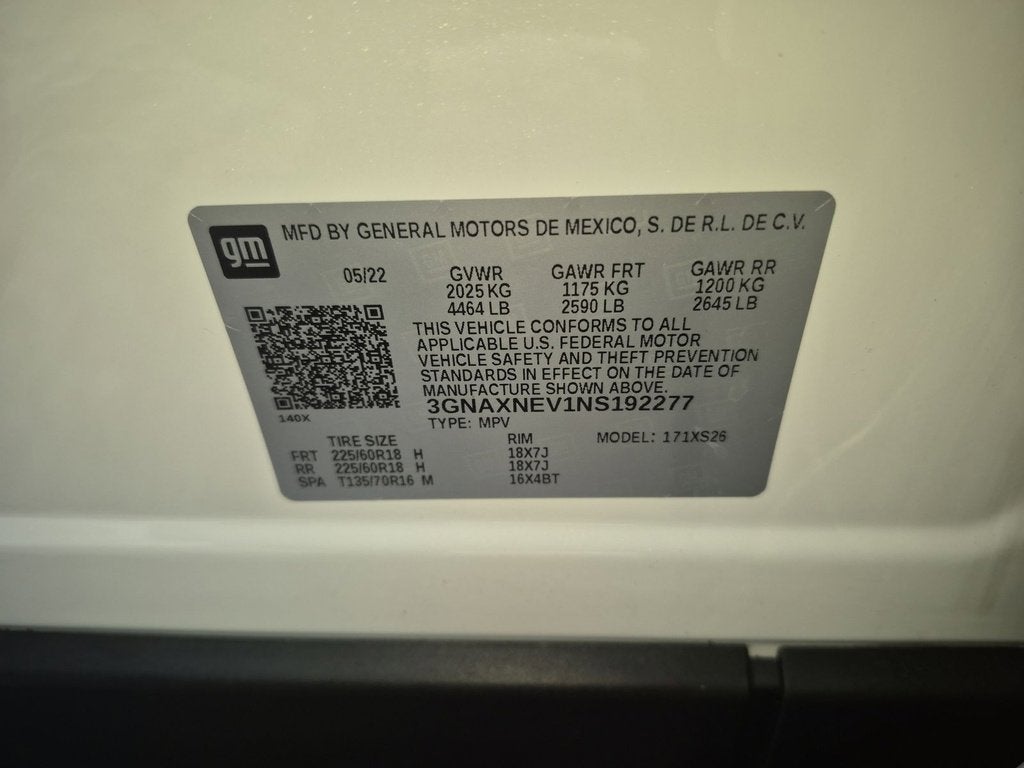 gm
MFD BY GENERAL MOTORS DE MEXICO, S. DE R.L. DE C.V.
05/22 GVWR GAWR FRT GAWR RR
2025 KG 1175 KG 1200 KG
4464 LB 2590 LB 2645 LB
THIS VEHICLE CONFORMS TO ALL
APPLICABLE U.S. FEDERAL MOTOR
VEHICLE SAFETY AND THEFT PREVENTION
STANDARDS IN EFFECT ON THE DATE OF
MANUFACTURE SHOWN ABOVE.
3GNAXNEV1NS192277
140X
TYPE: MPV
TIRE SIZE RIM MODEL: 171XS26
FRT 225/60R18 H 18X7J
RR 225/60R18 H 18X7J
SPA T135/70R16 M 16X4BT